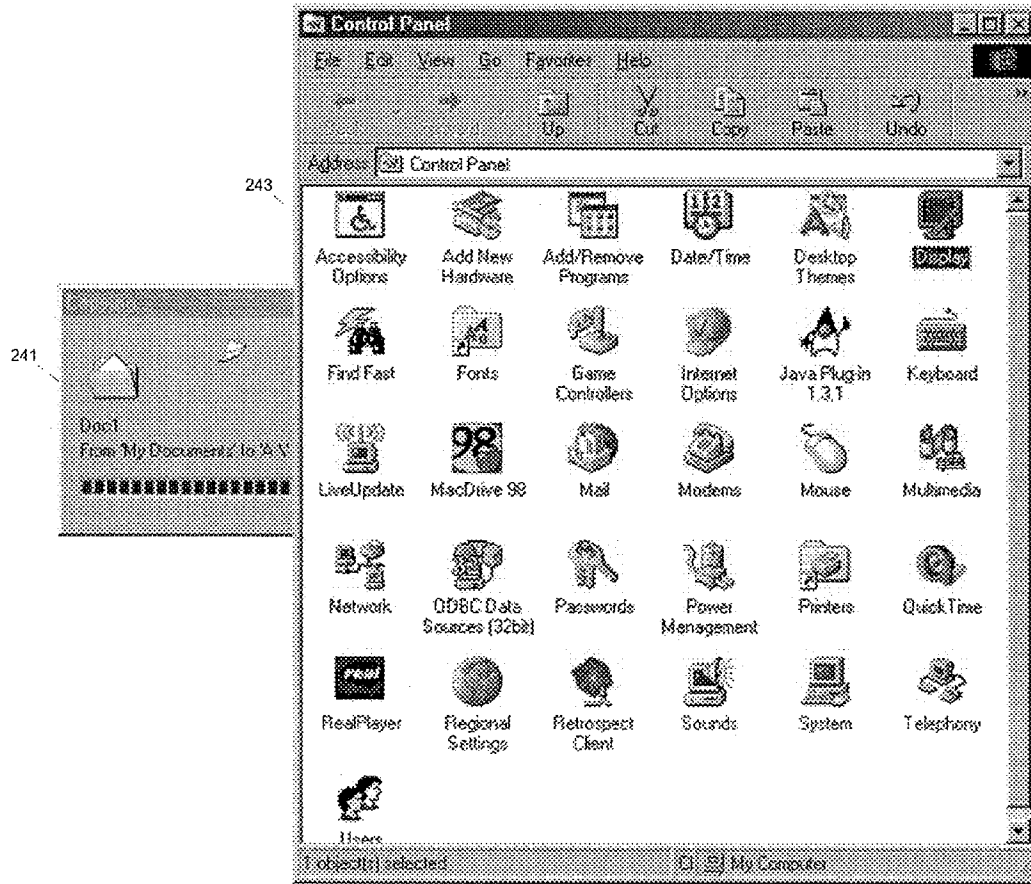 Control Panel
File Edit View Go Favorites Help
Up Cut Copy Paste Undo
Address Control Panel
243
Accessibility Options
Add New Hardware
Add/Remove Programs
Date/Time
Desktop Themes
Display
241
Find Fast
Fonts
Game Controllers
Internet Options
Java Plug-in 1.3.1
Keyboard
Doc1
From 'My Documents' to 'A:\'
LiveUpdate
MacDrive 98
Mail
Modems
Mouse
Multimedia
Network
ODBC Data Sources (32bit)
Passwords
Power Management
Printers
QuickTime
real
RealPlayer
Regional Settings
Retrospect Client
Sounds
System
Telephony
Users
1 object(s) selected
My Computer